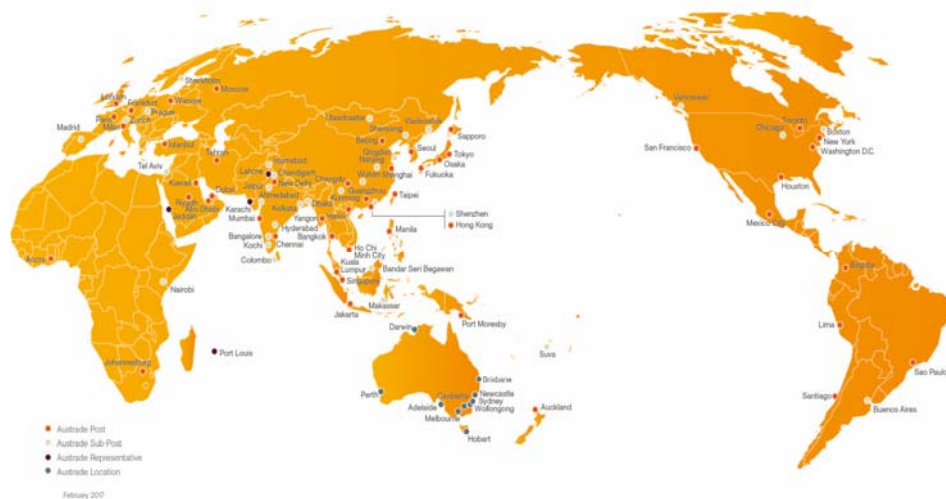 Stockholm
Moscow
London
Frankfurt
Warsaw
Paris
Prague
Milan
Zurich
Madrid
Istanbul
Tel Aviv
Tehran
Kuwait
Dubai
Riyadh
Abu Dhabi
Jeddah
Accra
Nairobi
Johannesburg
Port Louis
Islamabad
Lahore
Chandigarh
New Delhi
Jaipur
Ahmedabad
Karachi
Kolkata
Dhaka
Mumbai
Hyderabad
Bangalore
Chennai
Kochi
Colombo
Ulaanbaatar
Vladivostok
Shenyang
Beijing
Sapporo
Seoul
Qingdao
Tokyo
Nanjing
Osaka
Wuhan
Shanghai
Fukuoka
Chengdu
Guangzhou
Kunming
Taipei
Hanoi
Yangon
Shenzhen
Hong Kong
Manila
Bangkok
Ho Chi
Minh City
Kuala
Lumpur
Bandar Seri Begawan
Singapore
Makassar
Jakarta
Port Moresby
Darwin
Suva
Brisbane
Perth
Newcastle
Canberra
Sydney
Adelaide
Wollongong
Melbourne
Auckland
Hobart
Vancouver
Toronto
Chicago
Boston
New York
San Francisco
Washington D.C.
Houston
Mexico City
Bogota
Lima
Sao Paulo
Santiago
Buenos Aires
Austrade Post
Austrade Sub-Post
Austrade Representative
Austrade Location
February 2017